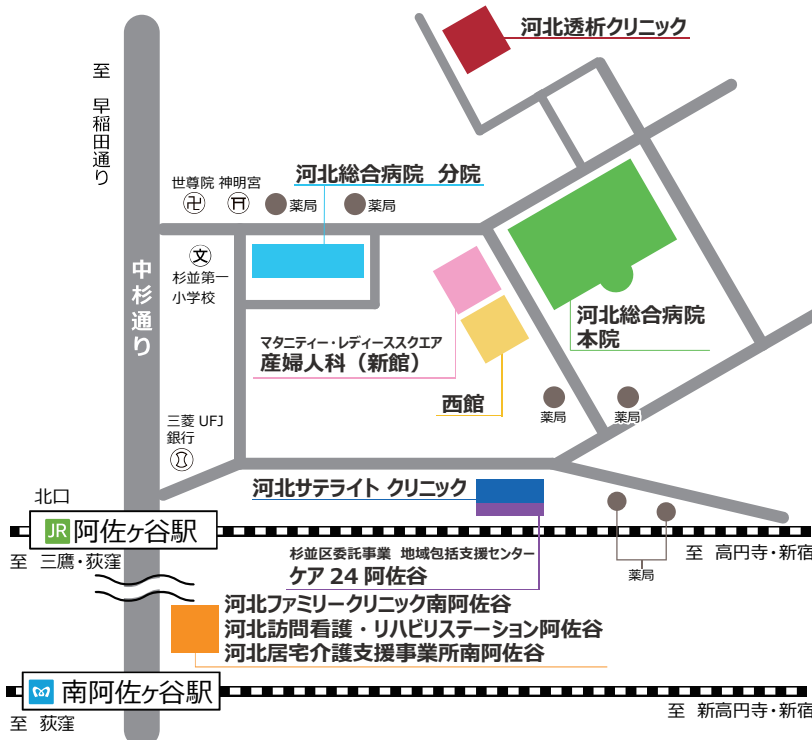 河北透析クリニック
至 早稲田通り
世尊院
神明宮
河北総合病院 分院
薬局
薬局
中杉通り
文
杉並第一
小学校
河北総合病院
本院
マタニティー・レディーススクエア
産婦人科（新館）
西館
薬局
薬局
三菱UFJ
銀行
河北サテライト クリニック
北口
JR 阿佐ヶ谷駅
至 三鷹・荻窪
至 高円寺・新宿
杉並区委託事業 地域包括支援センター
ケア 24 阿佐谷
薬局
河北ファミリークリニック南阿佐谷
河北訪問看護・リハビリステーション阿佐谷
河北居宅介護支援事業所南阿佐谷
南阿佐ヶ谷駅
至 荻窪
至 新高円寺・新宿